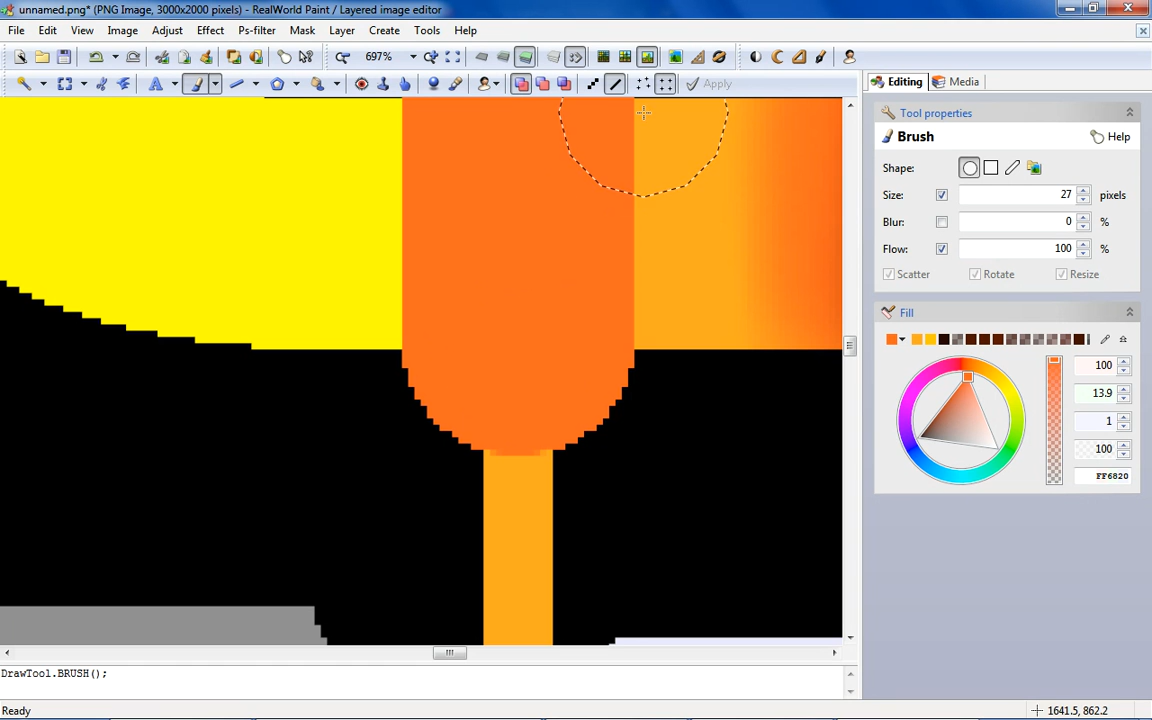 unnamed.png* (PNG Image, 3000x2000 pixels) - RealWorld Paint / Layered image editor
File Edit View Image Adjust Effect Ps-filter Mask Layer Create Tools Help
697%
Apply
Editing Media
Tool properties
Brush Help
Shape:
Size: 27 pixels
Blur: 0 %
Flow: 100 %
Scatter Rotate Resize
Fill
100
13.9
1
100
FF6820
DrawTool.BRUSH();
Ready 1641.5, 862.2